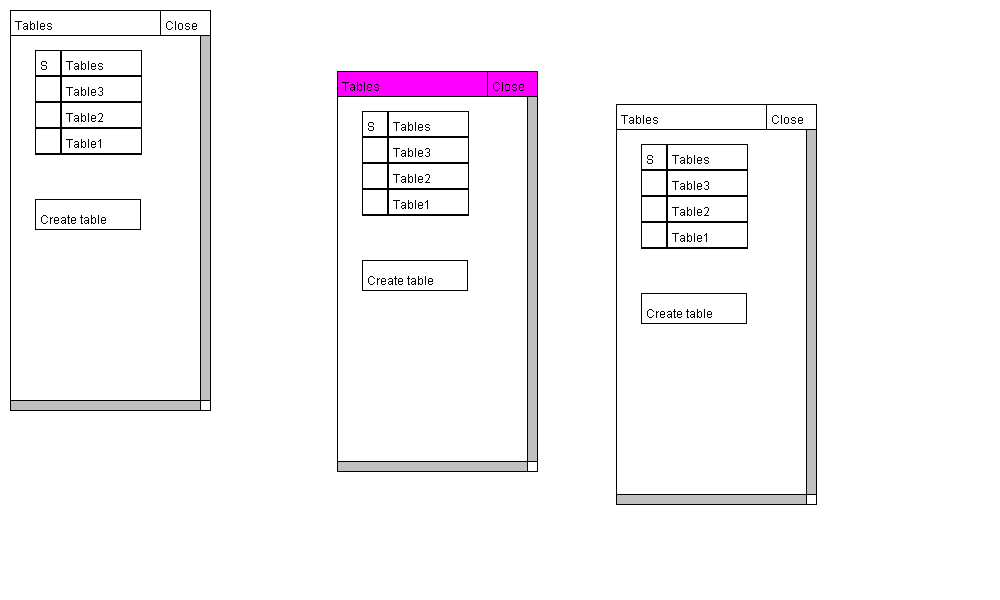 Tables Close
S Tables
Table3
Table2
Table1
Create table
Tables Close
S Tables
Table3
Table2
Table1
Create table
Tables Close
S Tables
Table3
Table2
Table1
Create table